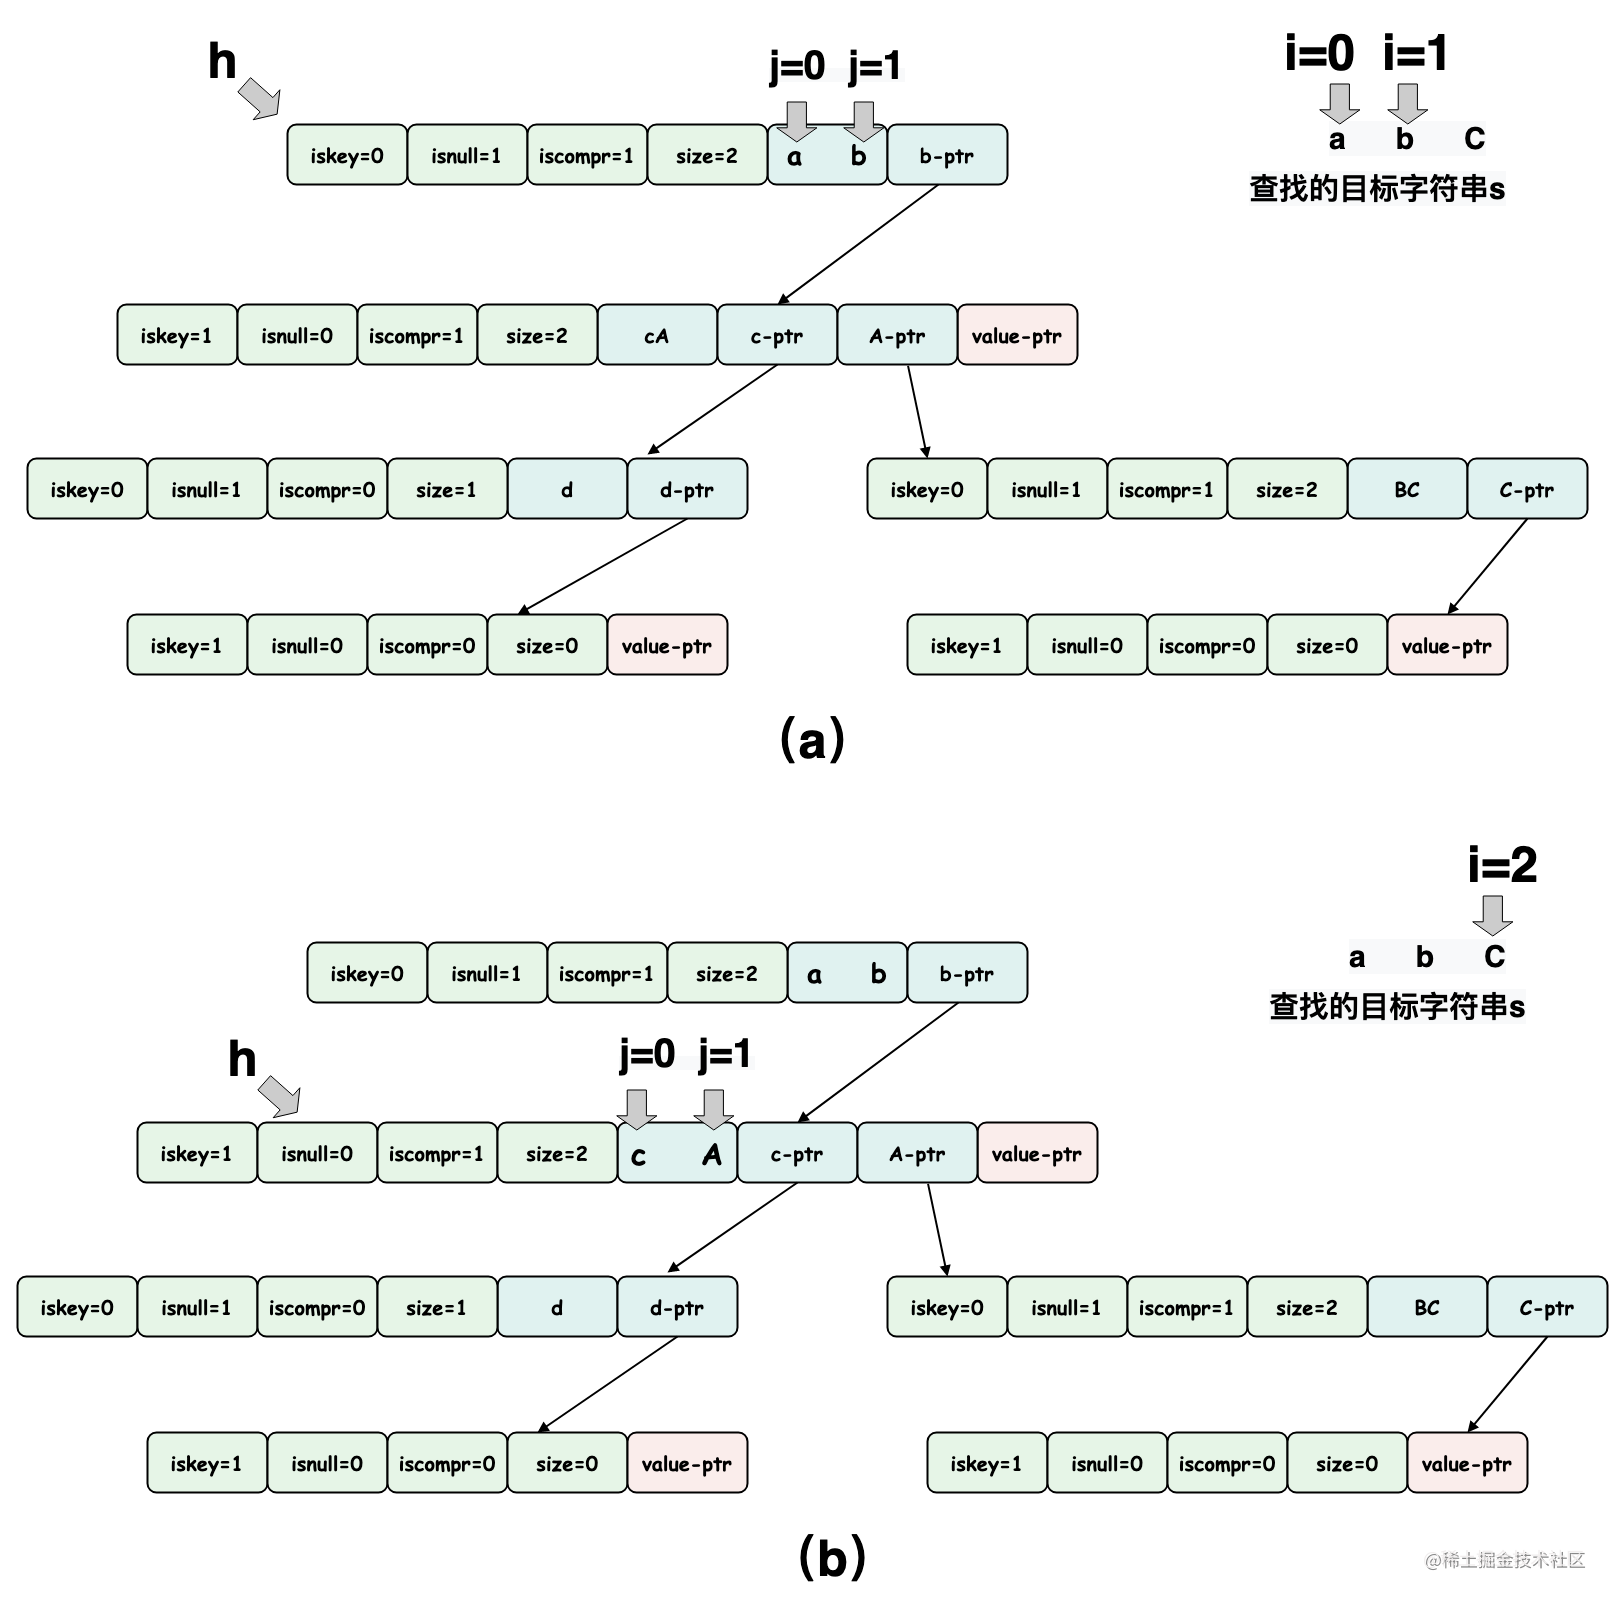 h
j=0 j=1
i=0 i=1
iskey=0 isnull=1 iscompr=1 size=2 a b b-ptr
a b C
查找的目标字符串s
iskey=1 isnull=0 iscompr=1 size=2 cA c-ptr A-ptr value-ptr
iskey=0 isnull=1 iscompr=0 size=1 d d-ptr
iskey=0 isnull=1 iscompr=1 size=2 BC C-ptr
iskey=1 isnull=0 iscompr=0 size=0 value-ptr
iskey=1 isnull=0 iscompr=0 size=0 value-ptr
(a)
i=2
a b C
查找的目标字符串s
iskey=0 isnull=1 iscompr=1 size=2 a b b-ptr
h
j=0 j=1
iskey=1 isnull=0 iscompr=1 size=2 c A c-ptr A-ptr value-ptr
iskey=0 isnull=1 iscompr=0 size=1 d d-ptr
iskey=0 isnull=1 iscompr=1 size=2 BC C-ptr
iskey=1 isnull=0 iscompr=0 size=0 value-ptr
iskey=1 isnull=0 iscompr=0 size=0 value-ptr
(b)
@稀土掘金技术社区